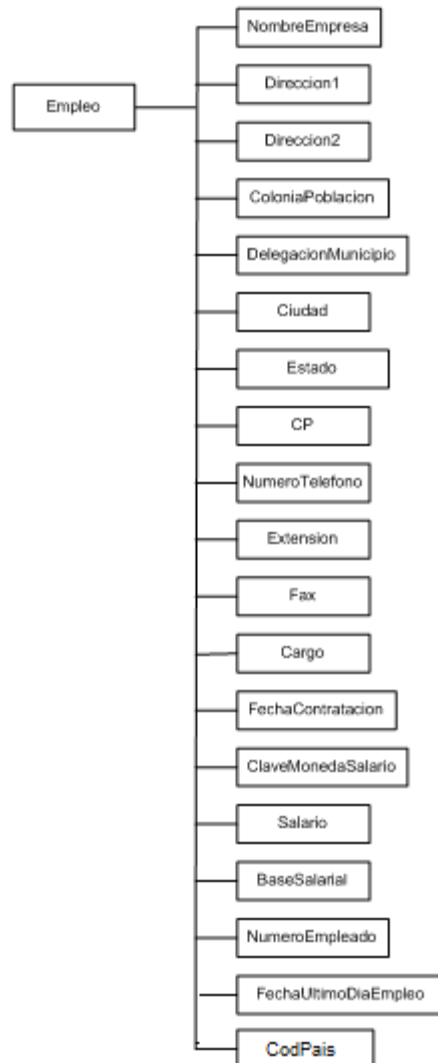 Empleo
NombreEmpresa
Direccion1
Direccion2
ColoniaPoblacion
DelegacionMunicipio
Ciudad
Estado
CP
NumeroTelefono
Extension
Fax
Cargo
FechaContratacion
ClaveMonedaSalario
Salario
BaseSalarial
NumeroEmpleado
FechaUltimoDiaEmpleo
CodPais